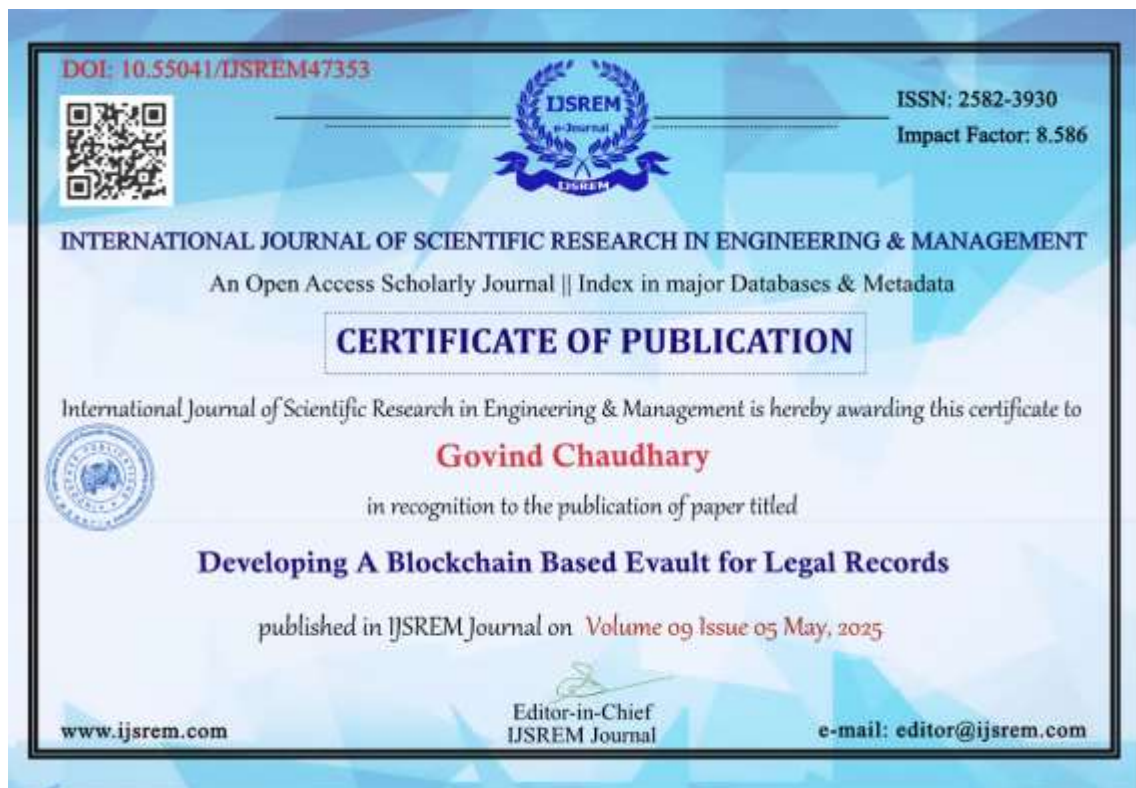 DOI: 10.55041/IJSREM47353
IJSREM
e-Journal
IJSREM
ISSN: 2582-3930
Impact Factor: 8.586
INTERNATIONAL JOURNAL OF SCIENTIFIC RESEARCH IN ENGINEERING & MANAGEMENT
An Open Access Scholarly Journal || Index in major Databases & Metadata
CERTIFICATE OF PUBLICATION
International Journal of Scientific Research in Engineering & Management is hereby awarding this certificate to
Govind Chaudhary
in recognition to the publication of paper titled
Developing A Blockchain Based Evault for Legal Records
published in IJSREM Journal on Volume 09 Issue 05 May, 2025
Editor-in-Chief
IJSREM Journal
www.ijsrem.com
e-mail: editor@ijsrem.com